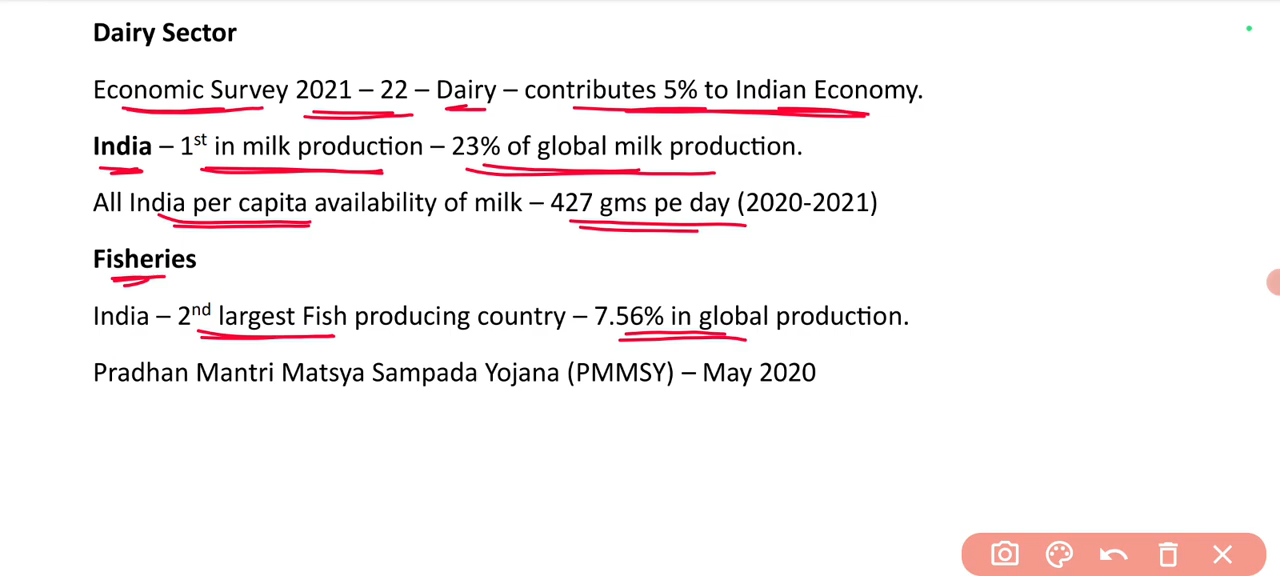 Dairy Sector
Economic Survey 2021 – 22 – Dairy – contributes 5% to Indian Economy.
India – 1st in milk production – 23% of global milk production.
All India per capita availability of milk – 427 gms pe day (2020-2021)
Fisheries
India – 2nd largest Fish producing country – 7.56% in global production.
Pradhan Mantri Matsya Sampada Yojana (PMMSY) – May 2020